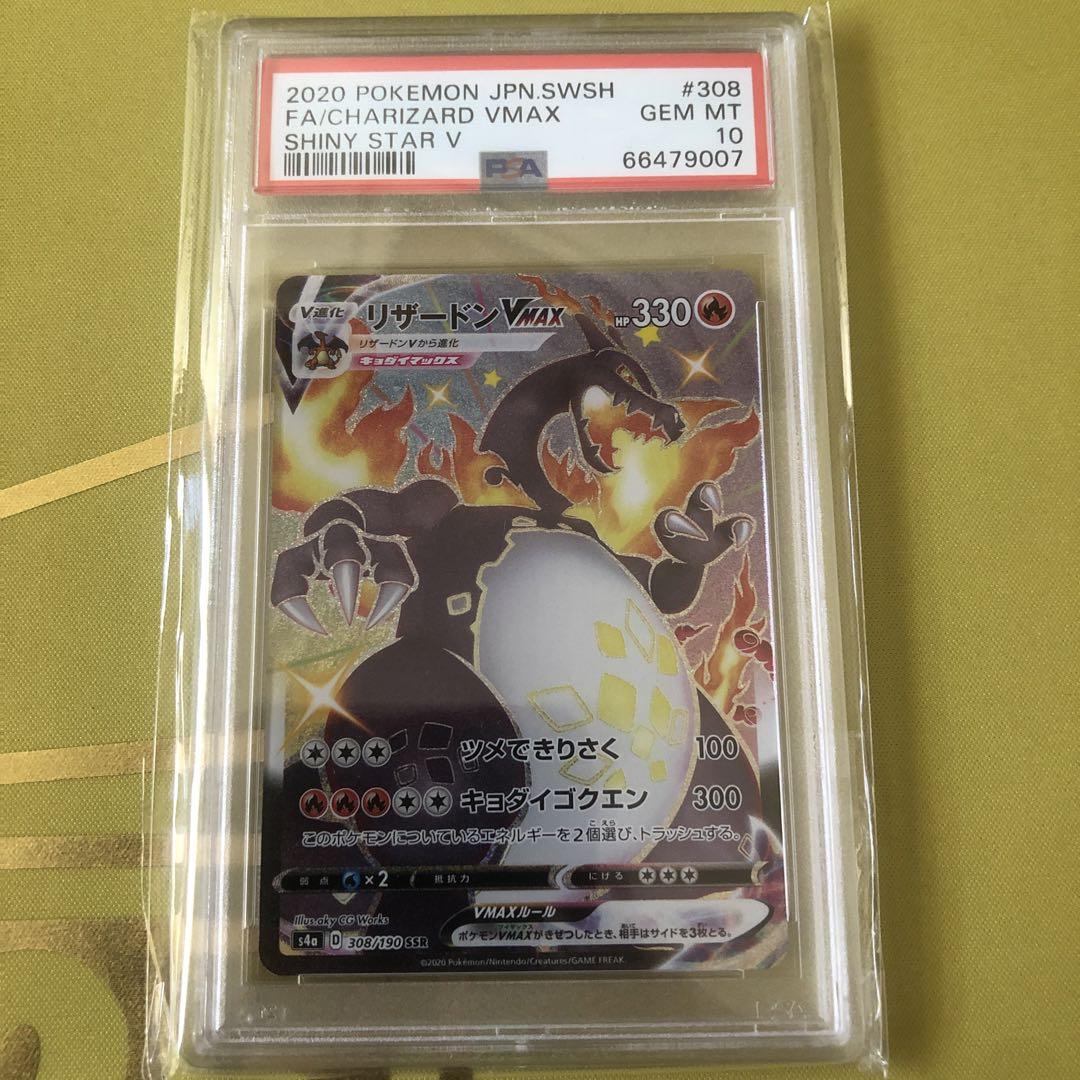 2020 POKEMON JPN.SWSH #308
FA/CHARIZARD VMAX GEM MT
SHINY STAR V 10
PSA 66479007
V進化 リザードンVMAX HP330
リザードンVから進化
キョダイマックス
ツメできりさく 100
キョダイゴクエン 300
このポケモンについているエネルギーを2個選び、トラッシュする。
弱点 ×2 抵抗力 にげる
Illus.aky CG Works
VMAXルール
ポケモンVMAXがきぜつしたとき、相手はサイドを3枚とる。
s4a D 308/190 SSR
©2020 Pokémon/Nintendo/Creatures/GAME FREAK.